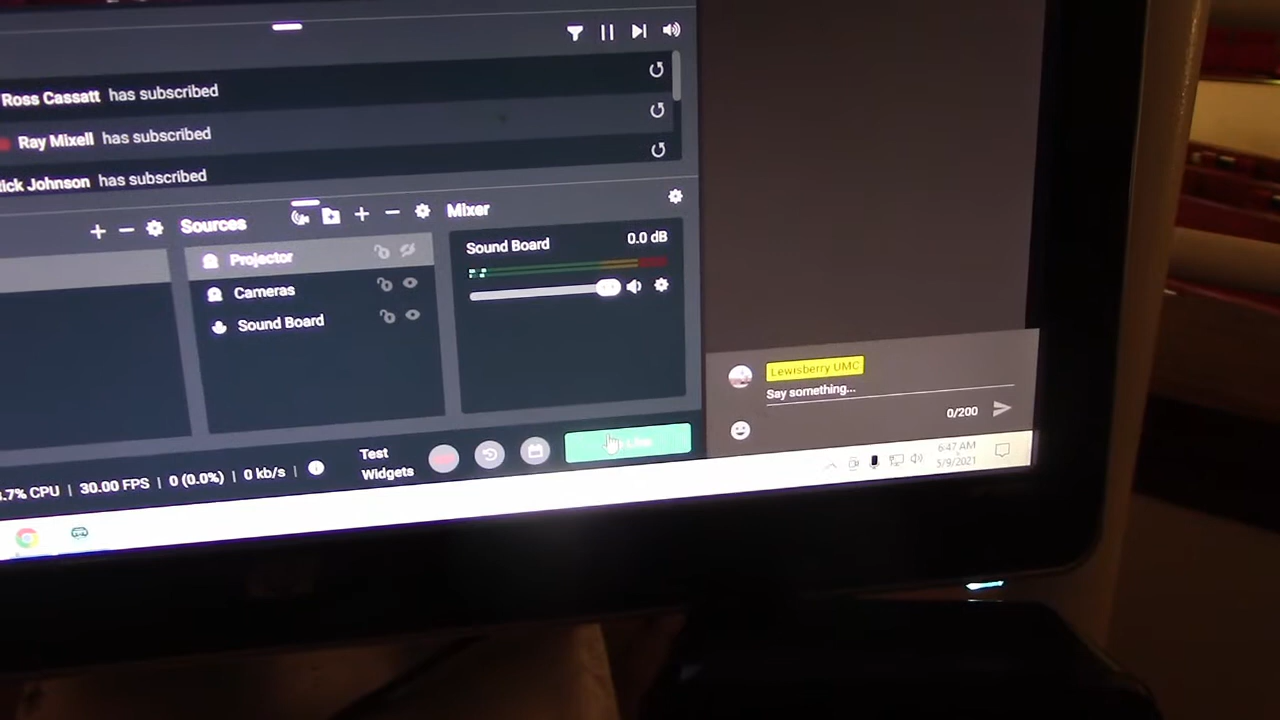 Ross Cassatt has subscribed
Ray Mixell has subscribed
ick Johnson has subscribed
Sources
Mixer
Projector
Cameras
Sound Board
Sound Board 0.0 dB
Lewisberry UMC
Say something...
0/200
.7% CPU | 30.00 FPS | 0 (0.0%) | 0 kb/s |
Test
Widgets
6:47 AM
5/9/2021